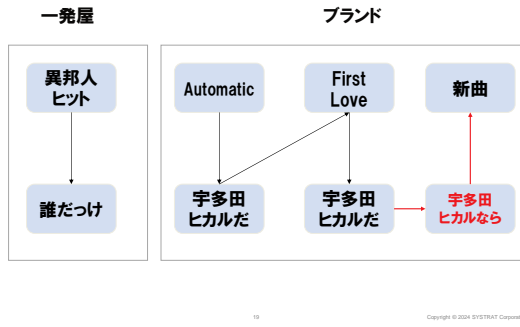 一発屋
ブランド
異邦人
ヒット
Automatic
First
Love
新曲
誰だっけ
宇多田
ヒカルだ
宇多田
ヒカルだ
宇多田
ヒカルなら
Copyright © 2024 SYSTRAT Corporat